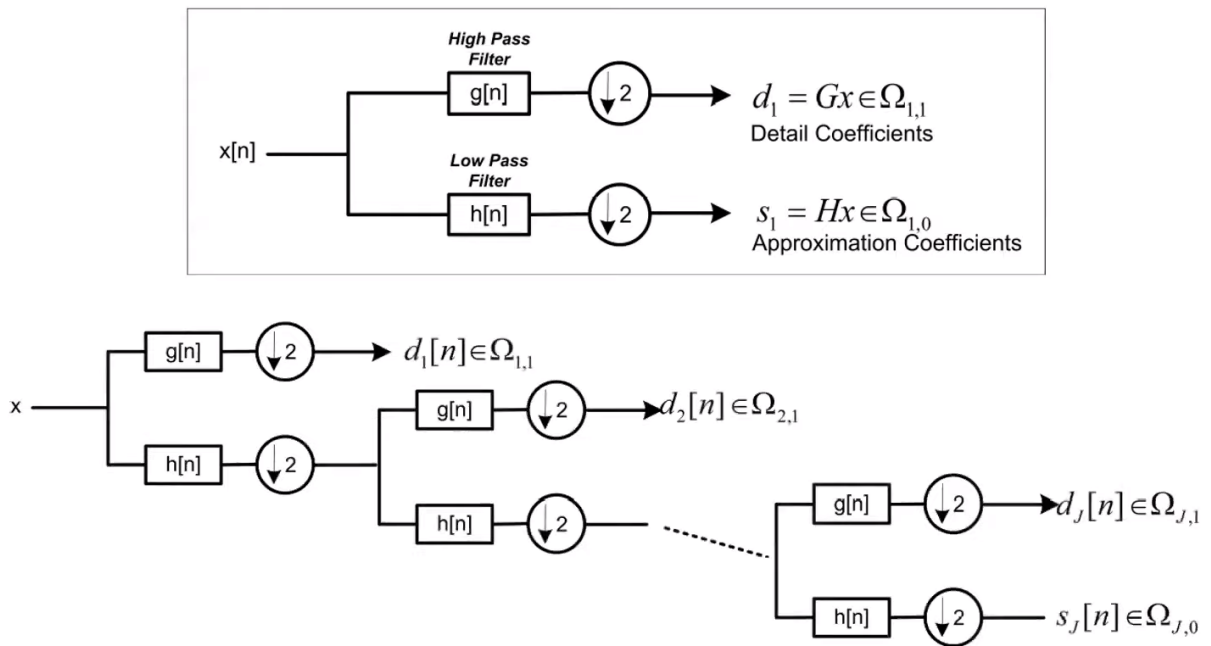 High Pass
Filter
g[n] ↓2 d₁ = Gx∈Ω₁,₁
Detail Coefficients
x[n]
Low Pass
Filter
h[n] ↓2 s₁ = Hx∈Ω₁,₀
Approximation Coefficients
g[n] ↓2 d₁[n]∈Ω₁,₁
x
g[n] ↓2 d₂[n]∈Ω₂,₁
h[n] ↓2
h[n] ↓2
g[n] ↓2 d_J[n]∈Ω_J,₁
h[n] ↓2 s_J[n]∈Ω_J,₀